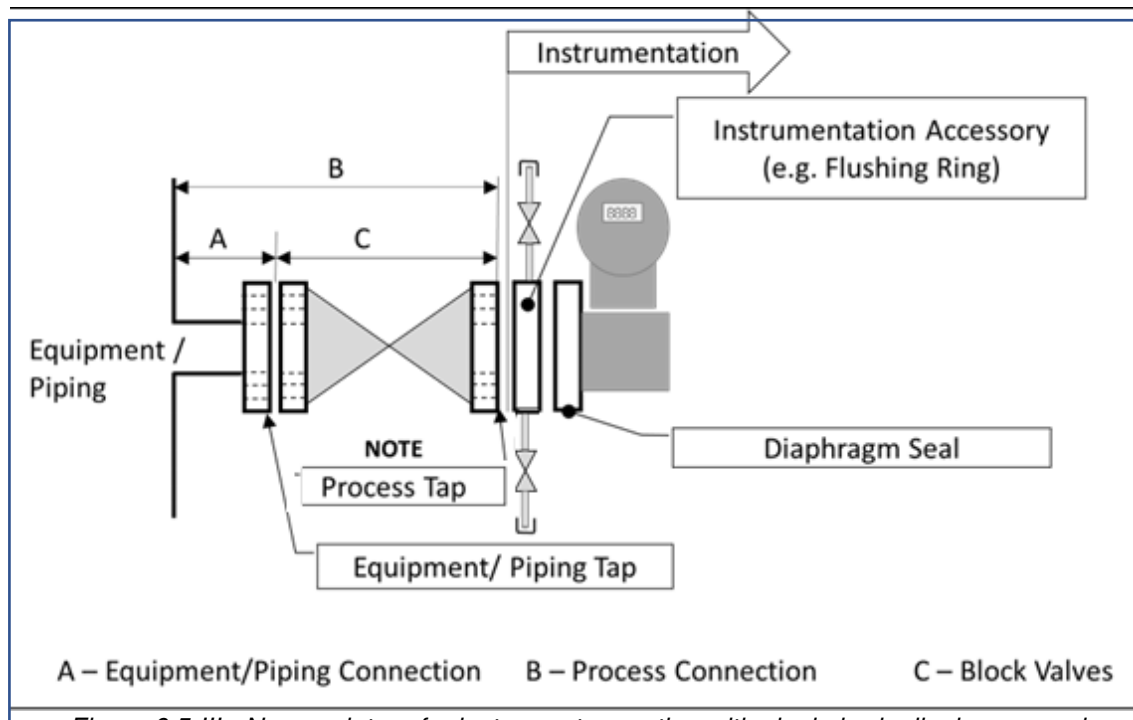 Instrumentation
Instrumentation Accessory
(e.g. Flushing Ring)
B
A
C
8888
Equipment /
Piping
NOTE
Process Tap
Diaphragm Seal
Equipment/ Piping Tap
A – Equipment/Piping Connection B – Process Connection C – Block Valves